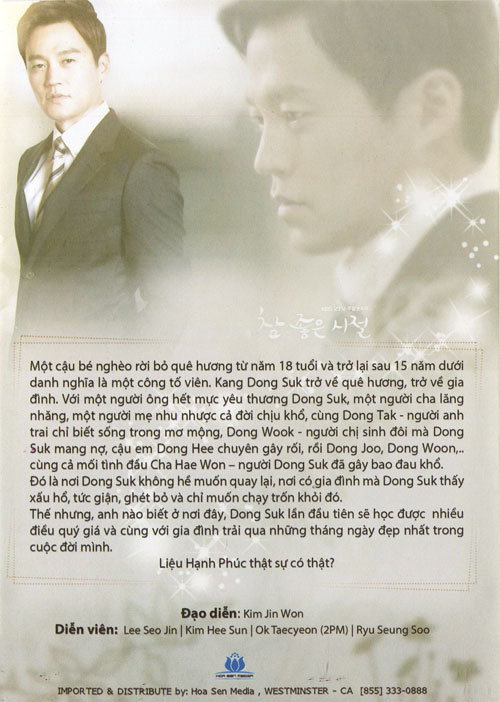 참 좋은 시절
Một cậu bé nghèo rời bỏ quê hương từ năm 18 tuổi và trở lại sau 15 năm dưới
danh nghĩa là một công tố viên. Kang Dong Suk trở về quê hương, trở về gia
đình. Với một người ông hết mực yêu thương Dong Suk, một người cha lăng
nhăng, một người mẹ nhu nhược cả đời chịu khổ, cùng Dong Tak - người anh
trai chỉ biết sống trong mơ mộng, Dong Wook - người chị sinh đôi mà Dong
Suk mang nợ, cậu em Dong Hee chuyên gây rối, rồi Dong Joo, Dong Woon,..
cùng cả mối tình đầu Cha Hae Won – người Dong Suk đã gây bao đau khổ.
Đó là nơi Dong Suk không hề muốn quay lại, nơi có gia đình mà Dong Suk thấy
xấu hổ, tức giận, ghét bỏ và chỉ muốn chạy trốn khỏi đó.
Thế nhưng, anh nào biết ở nơi đây, Dong Suk lần đầu tiên sẽ học được nhiều
điều quý giá và cùng với gia đình trải qua những tháng ngày đẹp nhất trong
cuộc đời mình.
Liệu Hạnh Phúc thật sự có thật?
Đạo diễn: Kim Jin Won
Diễn viên: Lee Seo Jin | Kim Hee Sun | Ok Taecyeon (2PM) | Ryu Seung Soo
HOA SEN MEDIA
IMPORTED & DISTRIBUTE by: Hoa Sen Media , WESTMINSTER - CA [855] 333-0888